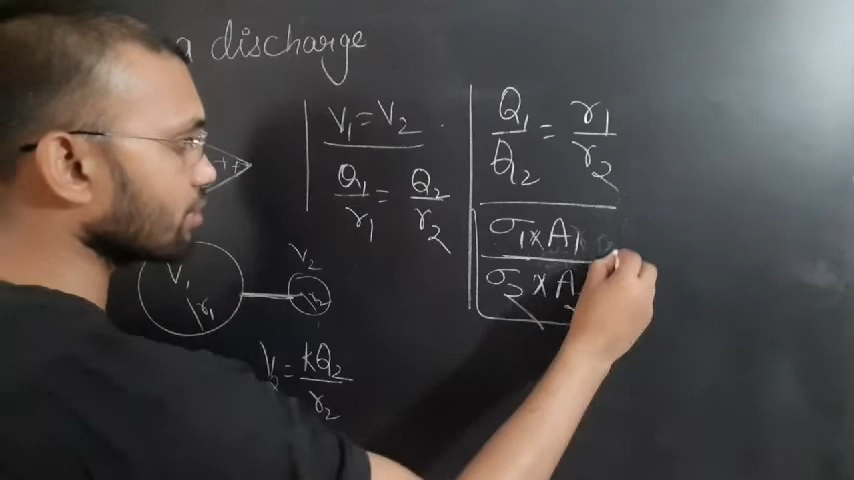 a discharge
V₁ = V₂
Q₁/r₁ = Q₂/r₂
Q₁/Q₂ = r₁/r₂
σ₁ × A₁
σ₂ × A₂
+ +
V₁
r₁
V₂
r₂
V₂ = kQ₂/r₂